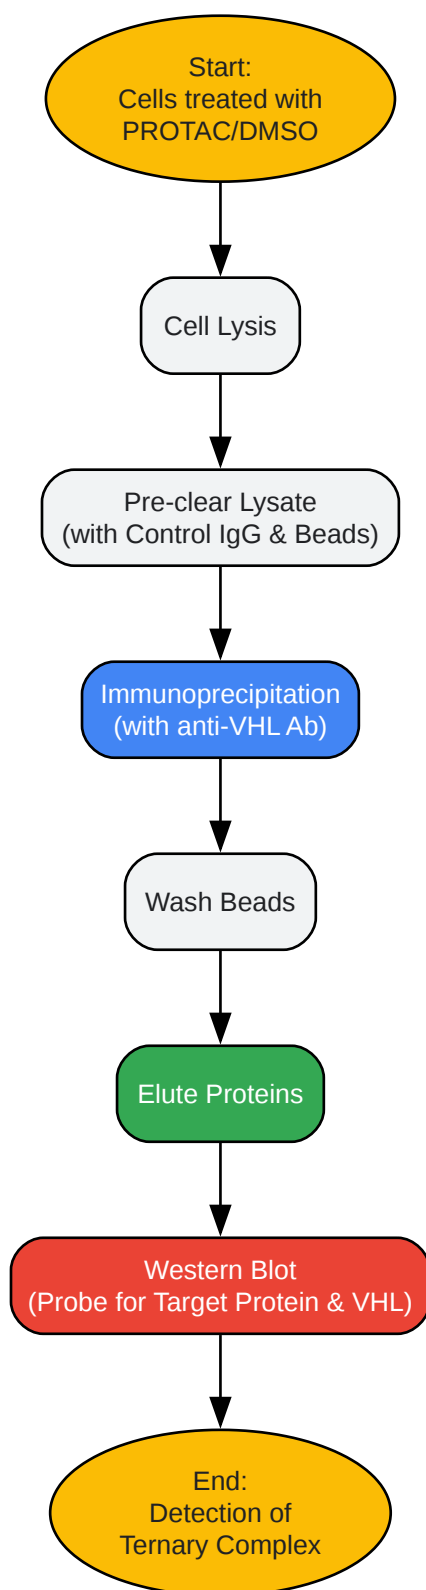 Start:
Cells treated with
PROTAC/DMSO
Cell Lysis
Pre-clear Lysate
(with Control IgG & Beads)
Immunoprecipitation
(with anti-VHL Ab)
Wash Beads
Elute Proteins
Western Blot
(Probe for Target Protein & VHL)
End:
Detection of
Ternary Complex